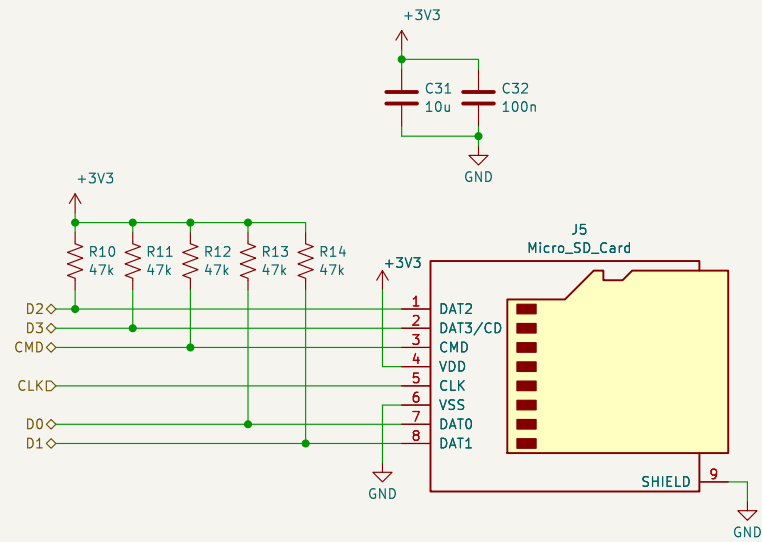 +3V3
C31
10u
C32
100n
GND
+3V3
R10
47k
R11
47k
R12
47k
R13
47k
R14
47k
+3V3
J5
Micro_SD_Card
D2
D3
CMD
CLK
D0
D1
1 DAT2
2 DAT3/CD
3 CMD
4 VDD
5 CLK
6 VSS
7 DAT0
8 DAT1
SHIELD 9
GND
GND